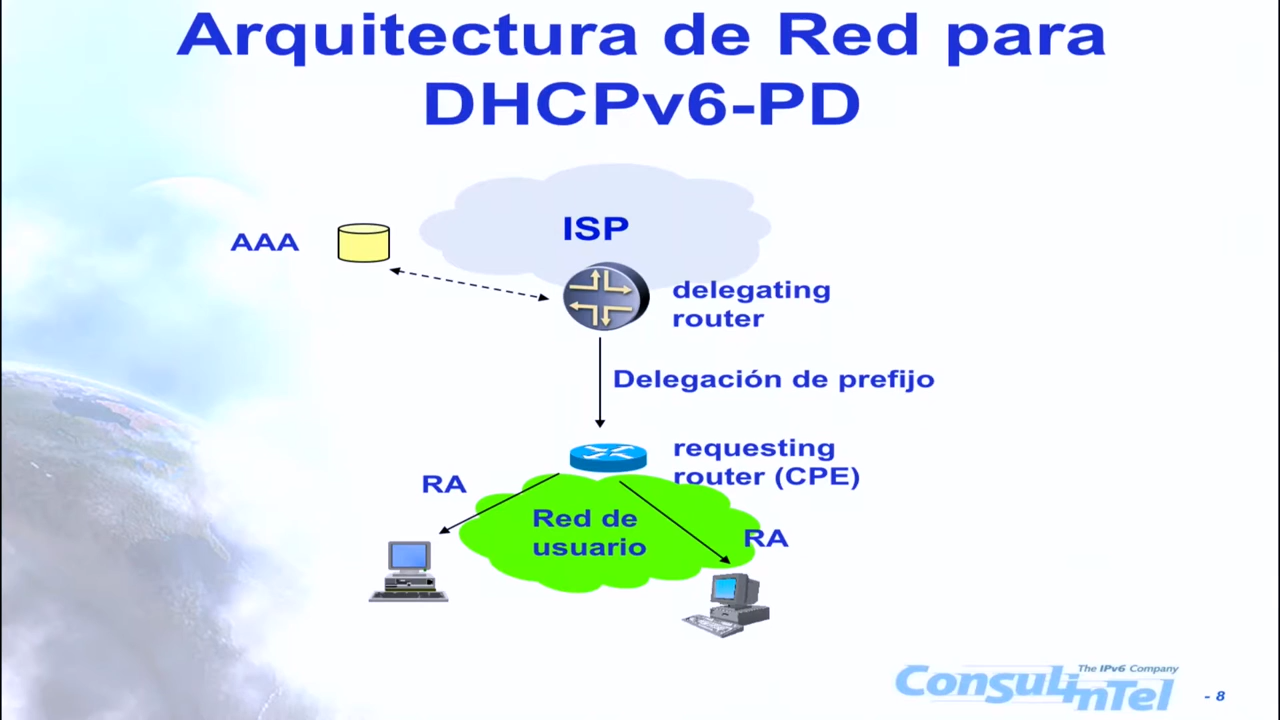 Arquitectura de Red para
DHCPv6-PD
ISP
AAA
delegating
router
Delegación de prefijo
requesting
router (CPE)
RA
Red de
usuario
RA
The IPv6 Company
ConsulinTel
- 8